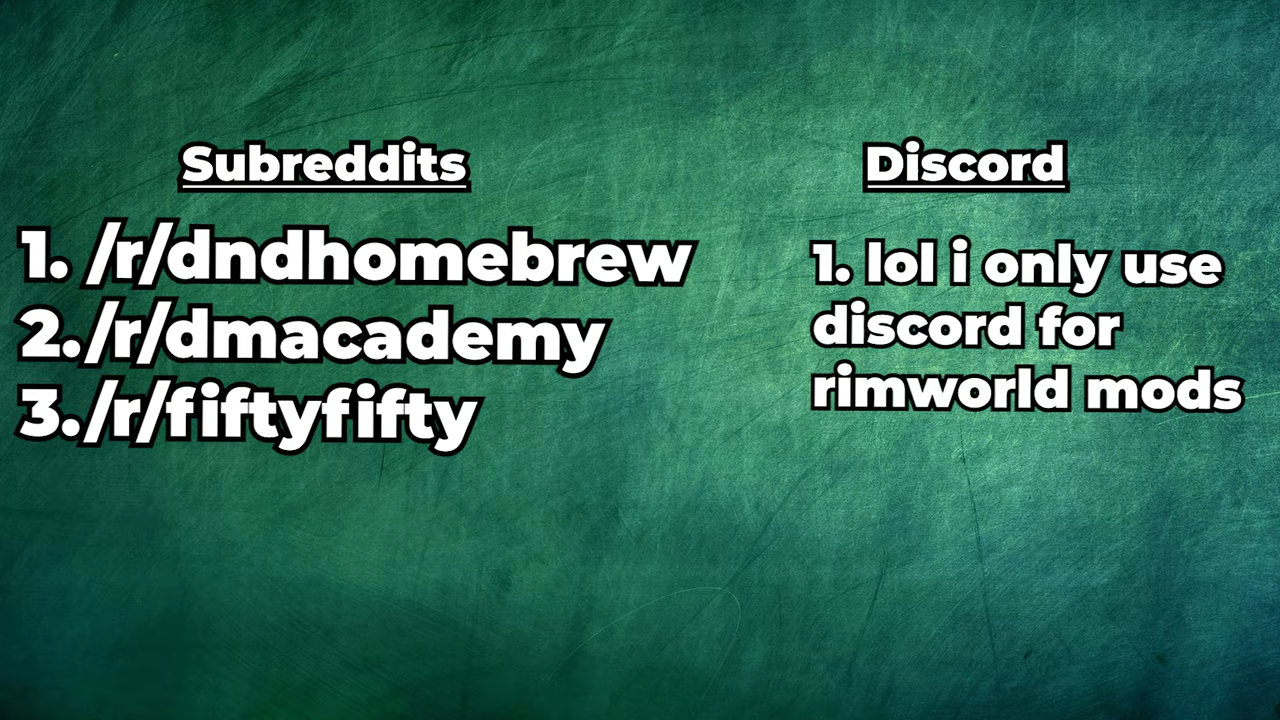 Subreddits
1. /r/dndhomebrew
2./r/dmacademy
3./r/fiftyfifty
Discord
1. lol i only use
discord for
rimworld mods